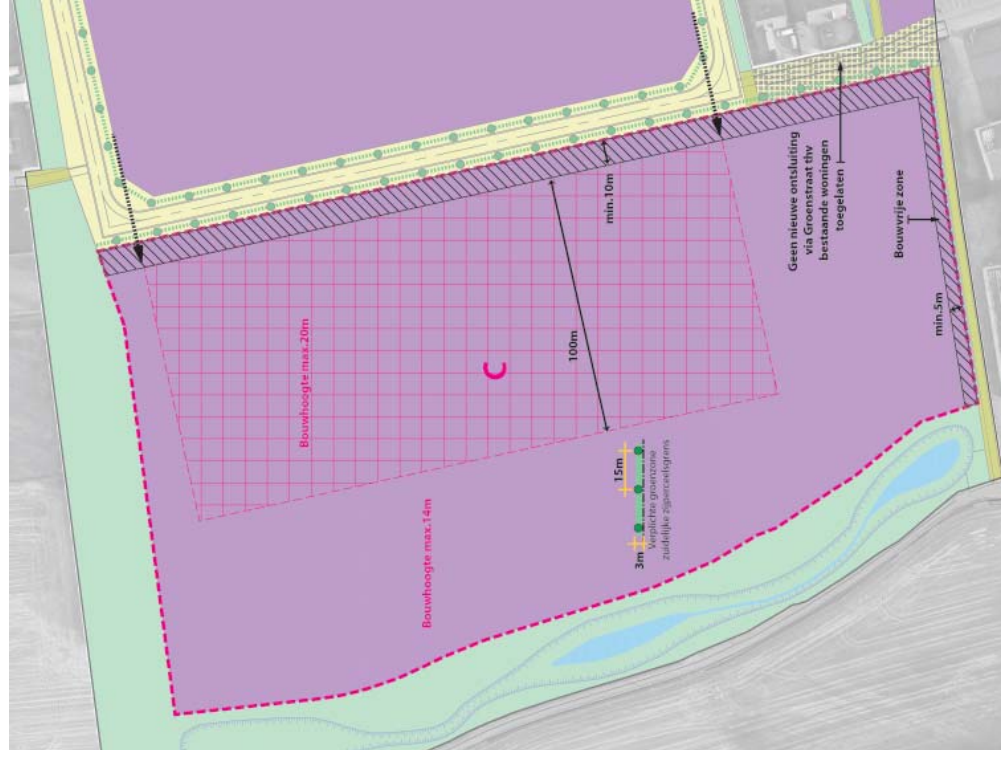 Bouwhoogte max.20m
Bouwhoogte max.14m
C
100m
min.10m
15m
3m
Verplichte groenzone
zuidelijke zijperceelsgrens
Geen nieuwe ontsluiting
via Groenstraat thv
bestaande woningen
toegelaten
Bouwvrije zone
min.5m